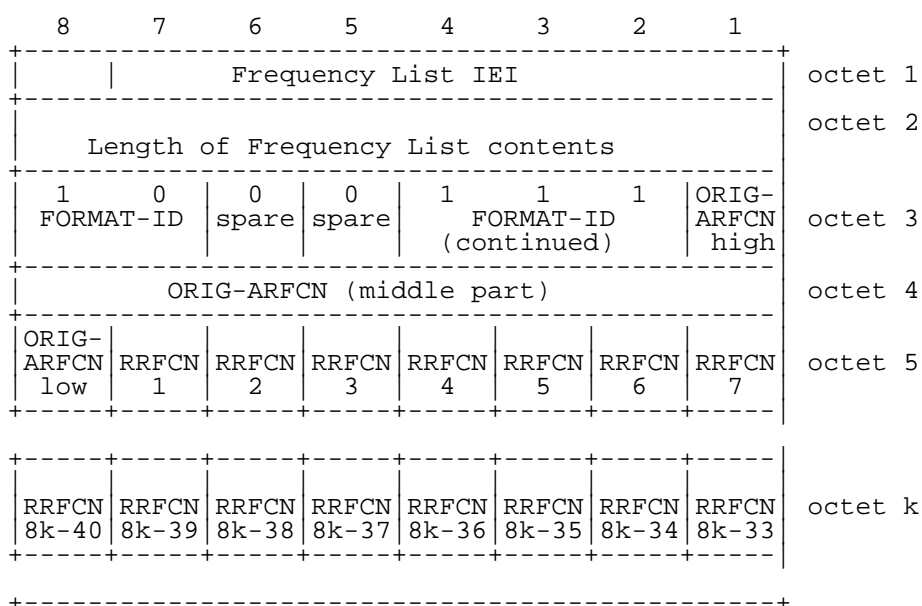 8 7 6 5 4 3 2 1
Frequency List IEI octet 1
octet 2
Length of Frequency List contents
1 0 0 0 1 1 1 ORIG-
FORMAT-ID spare spare FORMAT-ID ARFCN octet 3
(continued) high
ORIG-ARFCN (middle part) octet 4
ORIG-
ARFCN RRFCN RRFCN RRFCN RRFCN RRFCN RRFCN RRFCN octet 5
low 1 2 3 4 5 6 7
RRFCN RRFCN RRFCN RRFCN RRFCN RRFCN RRFCN RRFCN octet k
8k-40 8k-39 8k-38 8k-37 8k-36 8k-35 8k-34 8k-33